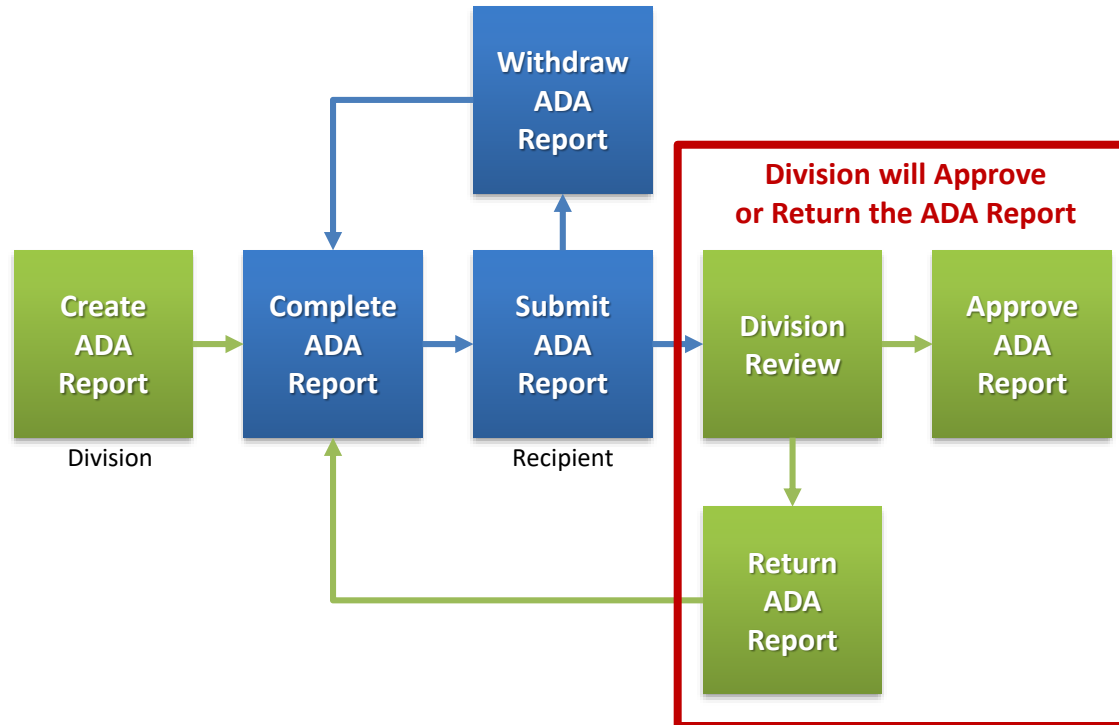 Withdraw
ADA
Report
Division will Approve
or Return the ADA Report
Create
ADA
Report
Complete
ADA
Report
Submit
ADA
Report
Division
Review
Approve
ADA
Report
Division
Recipient
Return
ADA
Report